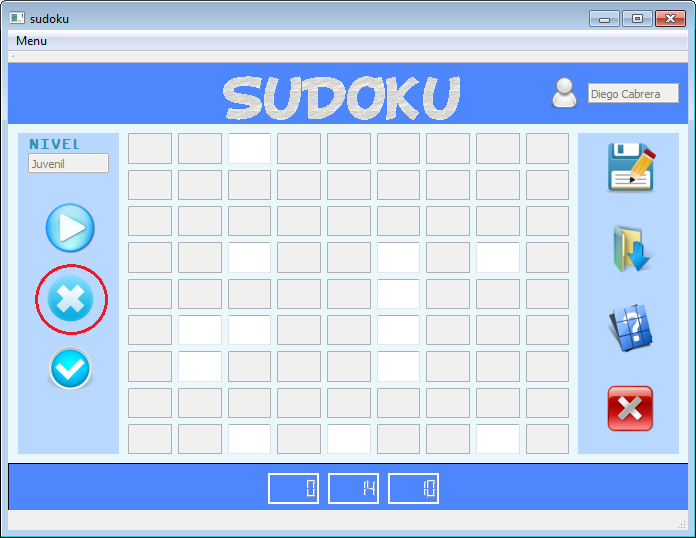 sudoku
Menu
SUDOKU
Diego Cabrera
NIVEL
Juvenil
?
0 14 10